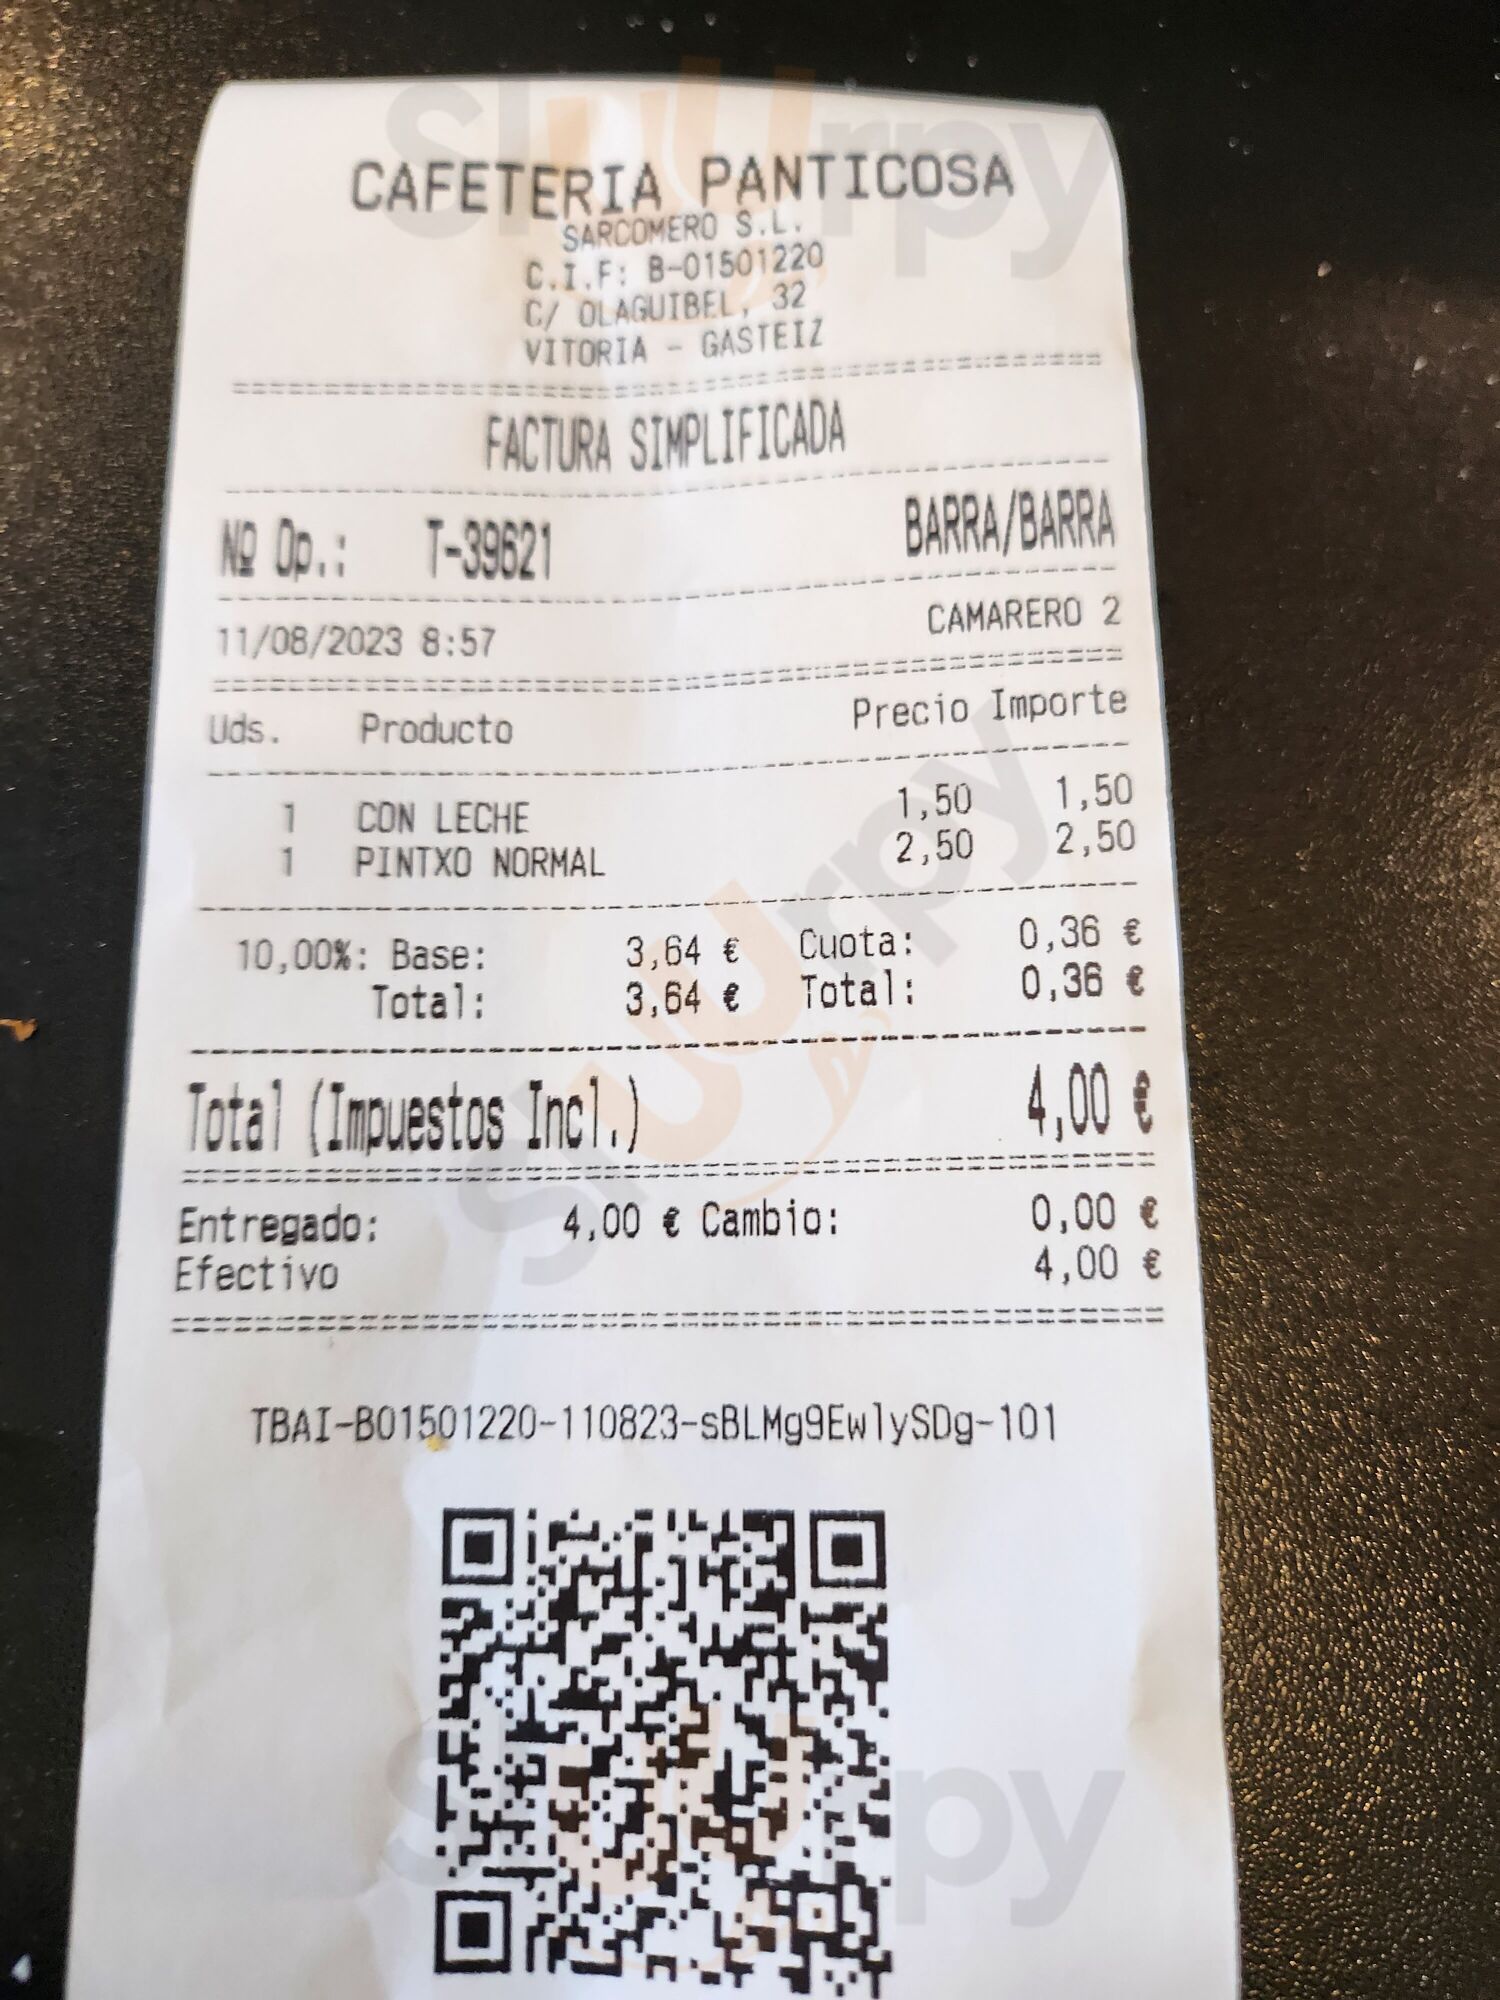 CAFETERIA PANTICOSA
SARCOMERO S.L.
C.I.F: B-01501220
C/ OLAGUIBEL, 32
VITORIA - GASTEIZ
FACTURA SIMPLIFICADA
Nº Op.: T-39621 BARRA/BARRA
11/08/2023 8:57 CAMARERO 2
Uds. Producto Precio Importe
1 CON LECHE 1,50 1,50
1 PINTXO NORMAL 2,50 2,50
10,00%: Base: 3,64 € Cuota: 0,36 €
Total: 3,64 € Total: 0,36 €
Total (Impuestos Incl.) 4,00 €
Entregado: 4,00 € Cambio: 0,00 €
Efectivo 4,00 €
TBAI-B01501220-110823-sBLMg9EwlySDg-101
slurpy
slurpy
slurpy